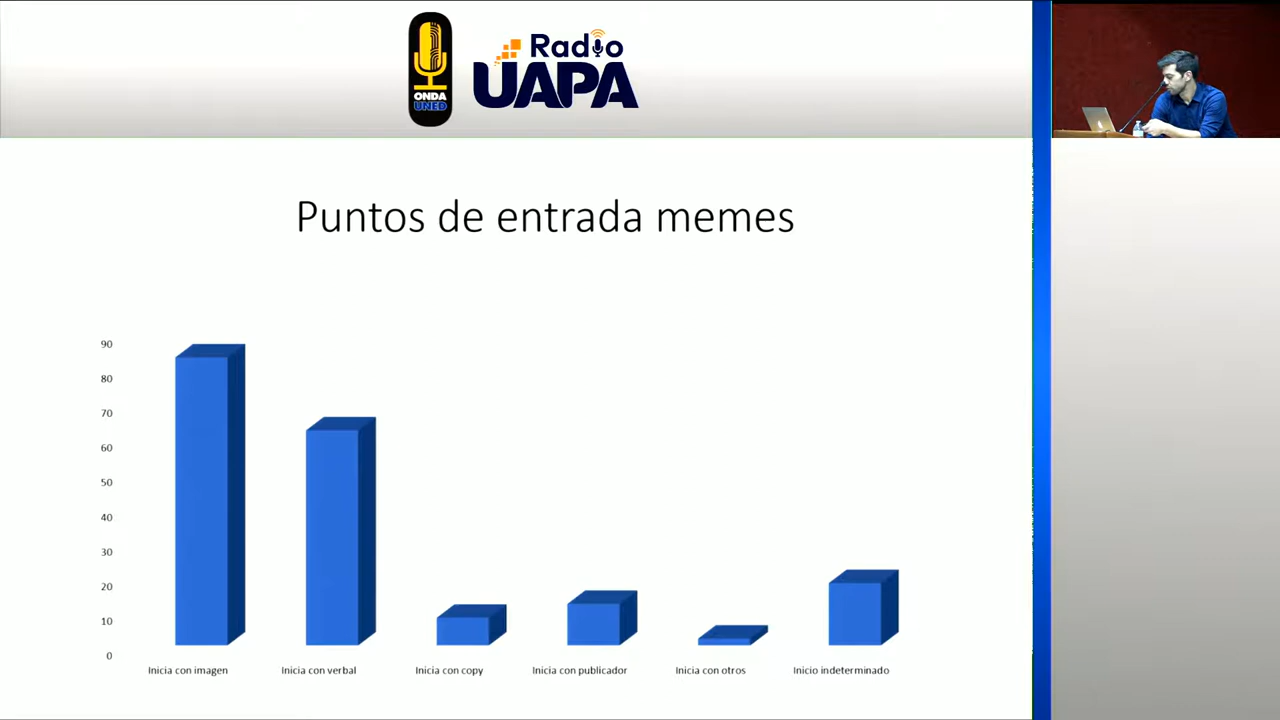 ONDA
UNED
Radio
UAPA
Puntos de entrada memes
90
80
70
60
50
40
30
20
10
0
Inicia con imagen
Inicia con verbal
Inicia con copy
Inicia con publicador
Inicia con otros
Inicio indeterminado